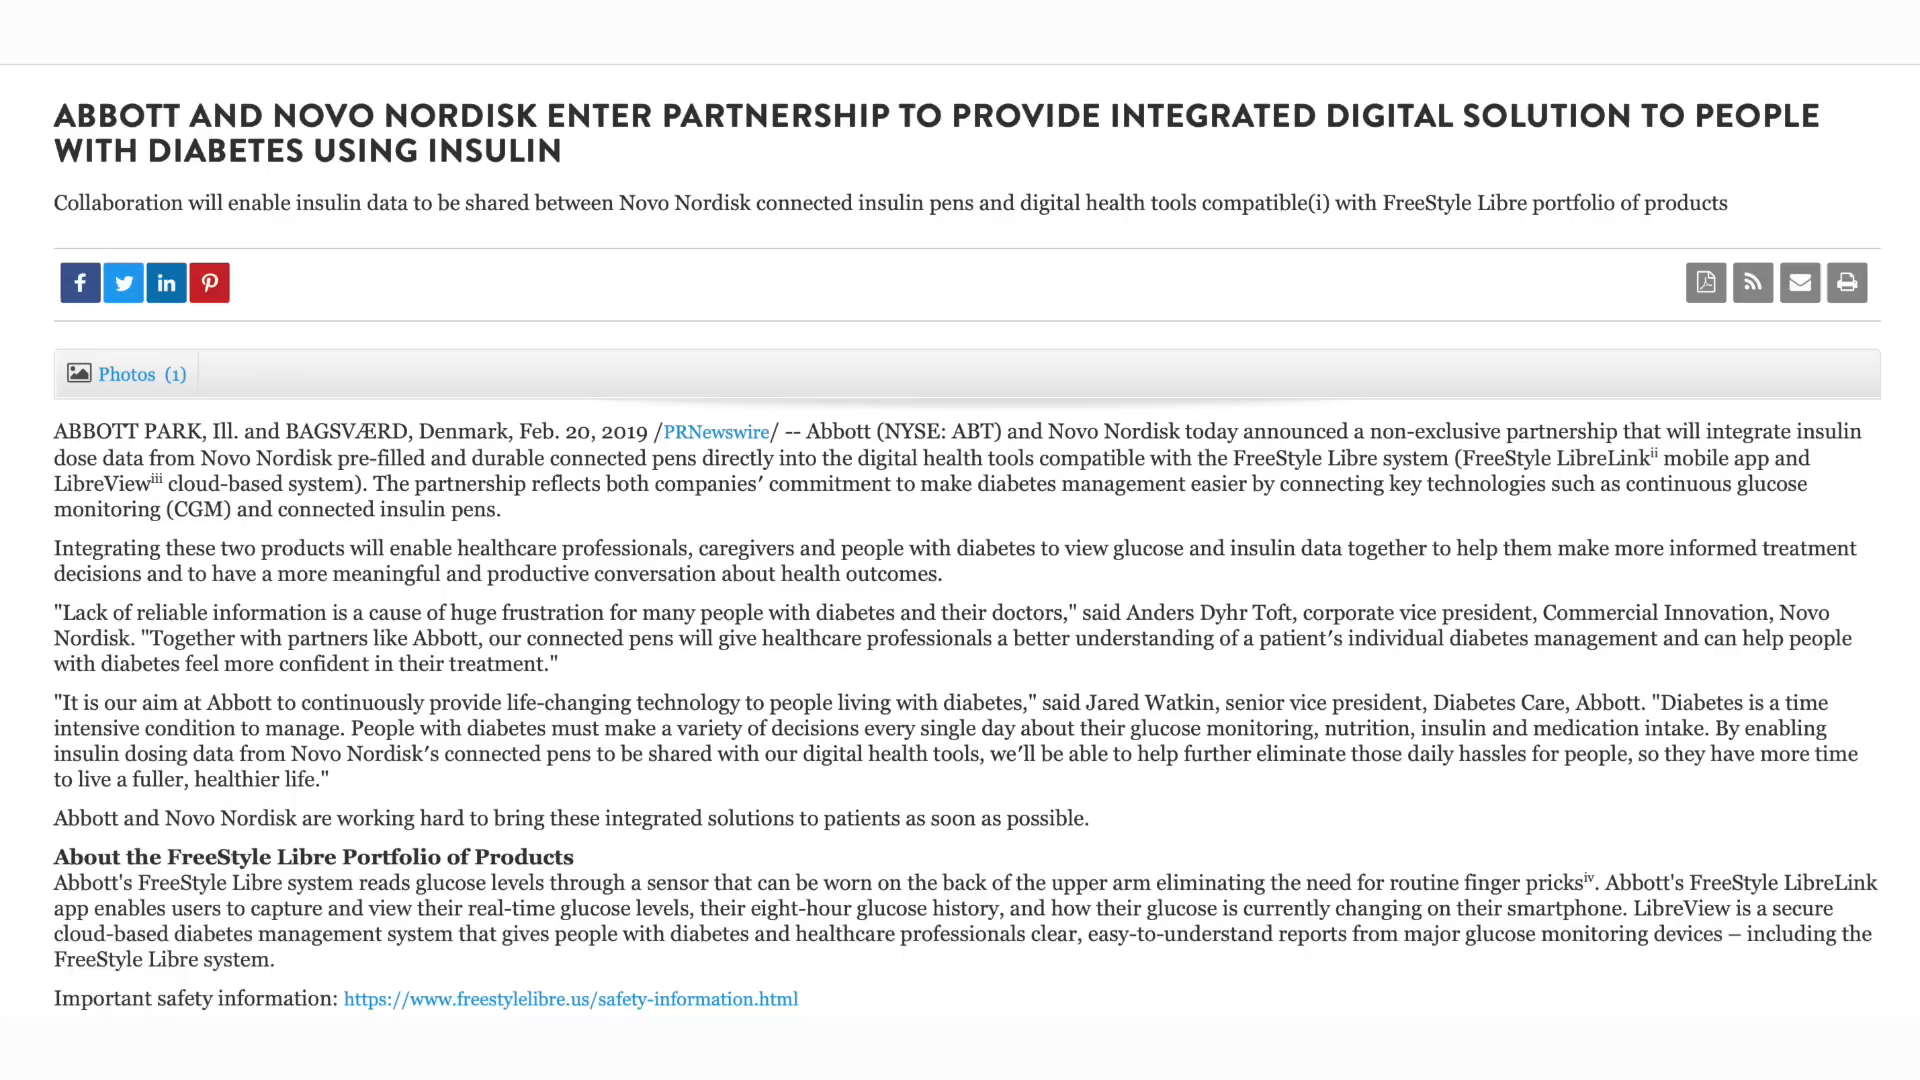 ABBOTT AND NOVO NORDISK ENTER PARTNERSHIP TO PROVIDE INTEGRATED DIGITAL SOLUTION TO PEOPLE
WITH DIABETES USING INSULIN
Collaboration will enable insulin data to be shared between Novo Nordisk connected insulin pens and digital health tools compatible(i) with FreeStyle Libre portfolio of products
Photos (1)
ABBOTT PARK, Ill. and BAGSVÆRD, Denmark, Feb. 20, 2019 /PRNewswire/ -- Abbott (NYSE: ABT) and Novo Nordisk today announced a non-exclusive partnership that will integrate insulin
dose data from Novo Nordisk pre-filled and durable connected pens directly into the digital health tools compatible with the FreeStyle Libre system (FreeStyle LibreLinkii mobile app and
LibreViewiii cloud-based system). The partnership reflects both companies′ commitment to make diabetes management easier by connecting key technologies such as continuous glucose
monitoring (CGM) and connected insulin pens.
Integrating these two products will enable healthcare professionals, caregivers and people with diabetes to view glucose and insulin data together to help them make more informed treatment
decisions and to have a more meaningful and productive conversation about health outcomes.
"Lack of reliable information is a cause of huge frustration for many people with diabetes and their doctors," said Anders Dyhr Toft, corporate vice president, Commercial Innovation, Novo
Nordisk. "Together with partners like Abbott, our connected pens will give healthcare professionals a better understanding of a patient′s individual diabetes management and can help people
with diabetes feel more confident in their treatment."
"It is our aim at Abbott to continuously provide life-changing technology to people living with diabetes," said Jared Watkin, senior vice president, Diabetes Care, Abbott. "Diabetes is a time
intensive condition to manage. People with diabetes must make a variety of decisions every single day about their glucose monitoring, nutrition, insulin and medication intake. By enabling
insulin dosing data from Novo Nordisk′s connected pens to be shared with our digital health tools, we′ll be able to help further eliminate those daily hassles for people, so they have more time
to live a fuller, healthier life."
Abbott and Novo Nordisk are working hard to bring these integrated solutions to patients as soon as possible.
About the FreeStyle Libre Portfolio of Products
Abbott's FreeStyle Libre system reads glucose levels through a sensor that can be worn on the back of the upper arm eliminating the need for routine finger pricksiv. Abbott's FreeStyle LibreLink
app enables users to capture and view their real-time glucose levels, their eight-hour glucose history, and how their glucose is currently changing on their smartphone. LibreView is a secure
cloud-based diabetes management system that gives people with diabetes and healthcare professionals clear, easy-to-understand reports from major glucose monitoring devices – including the
FreeStyle Libre system.
Important safety information: https://www.freestylelibre.us/safety-information.html